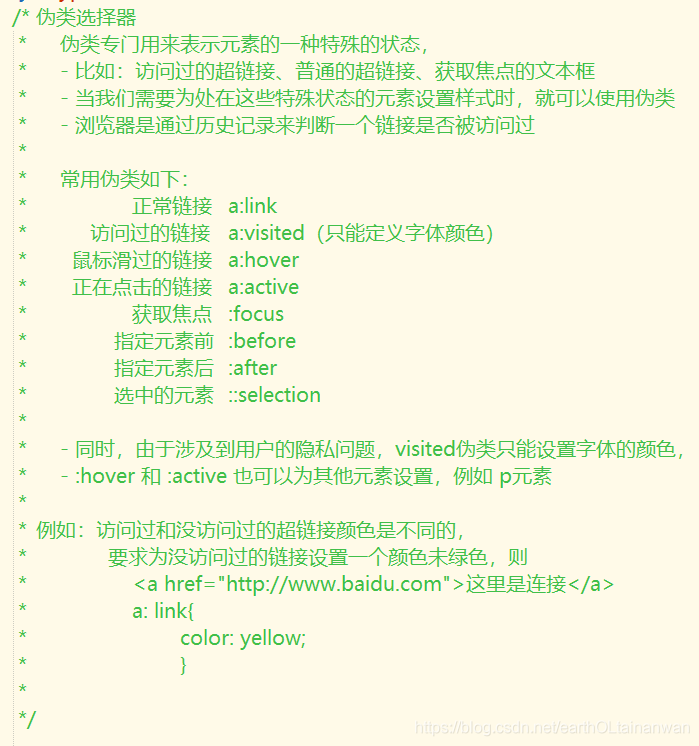 /* 伪类选择器
* 伪类专门用来表示元素的一种特殊的状态，
* - 比如：访问过的超链接、普通的超链接、获取焦点的文本框
* - 当我们需要为处在这些特殊状态的元素设置样式时，就可以使用伪类
* - 浏览器是通过历史记录来判断一个链接是否被访问过
*
* 常用伪类如下：
* 正常链接 a:link
* 访问过的链接 a:visited（只能定义字体颜色）
* 鼠标滑过的链接 a:hover
* 正在点击的链接 a:active
* 获取焦点 :focus
* 指定元素前 :before
* 指定元素后 :after
* 选中的元素 ::selection
*
* - 同时，由于涉及到用户的隐私问题，visited伪类只能设置字体的颜色，
* - :hover 和 :active 也可以为其他元素设置，例如 p元素
*
* 例如：访问过和没访问过的超链接颜色是不同的，
* 要求为没访问过的链接设置一个颜色未绿色，则
* <a href="http://www.baidu.com">这里是连接</a>
* a: link{
* color: yellow;
* }
*
*/
https://blog.csdn.net/earthOLtainanwan